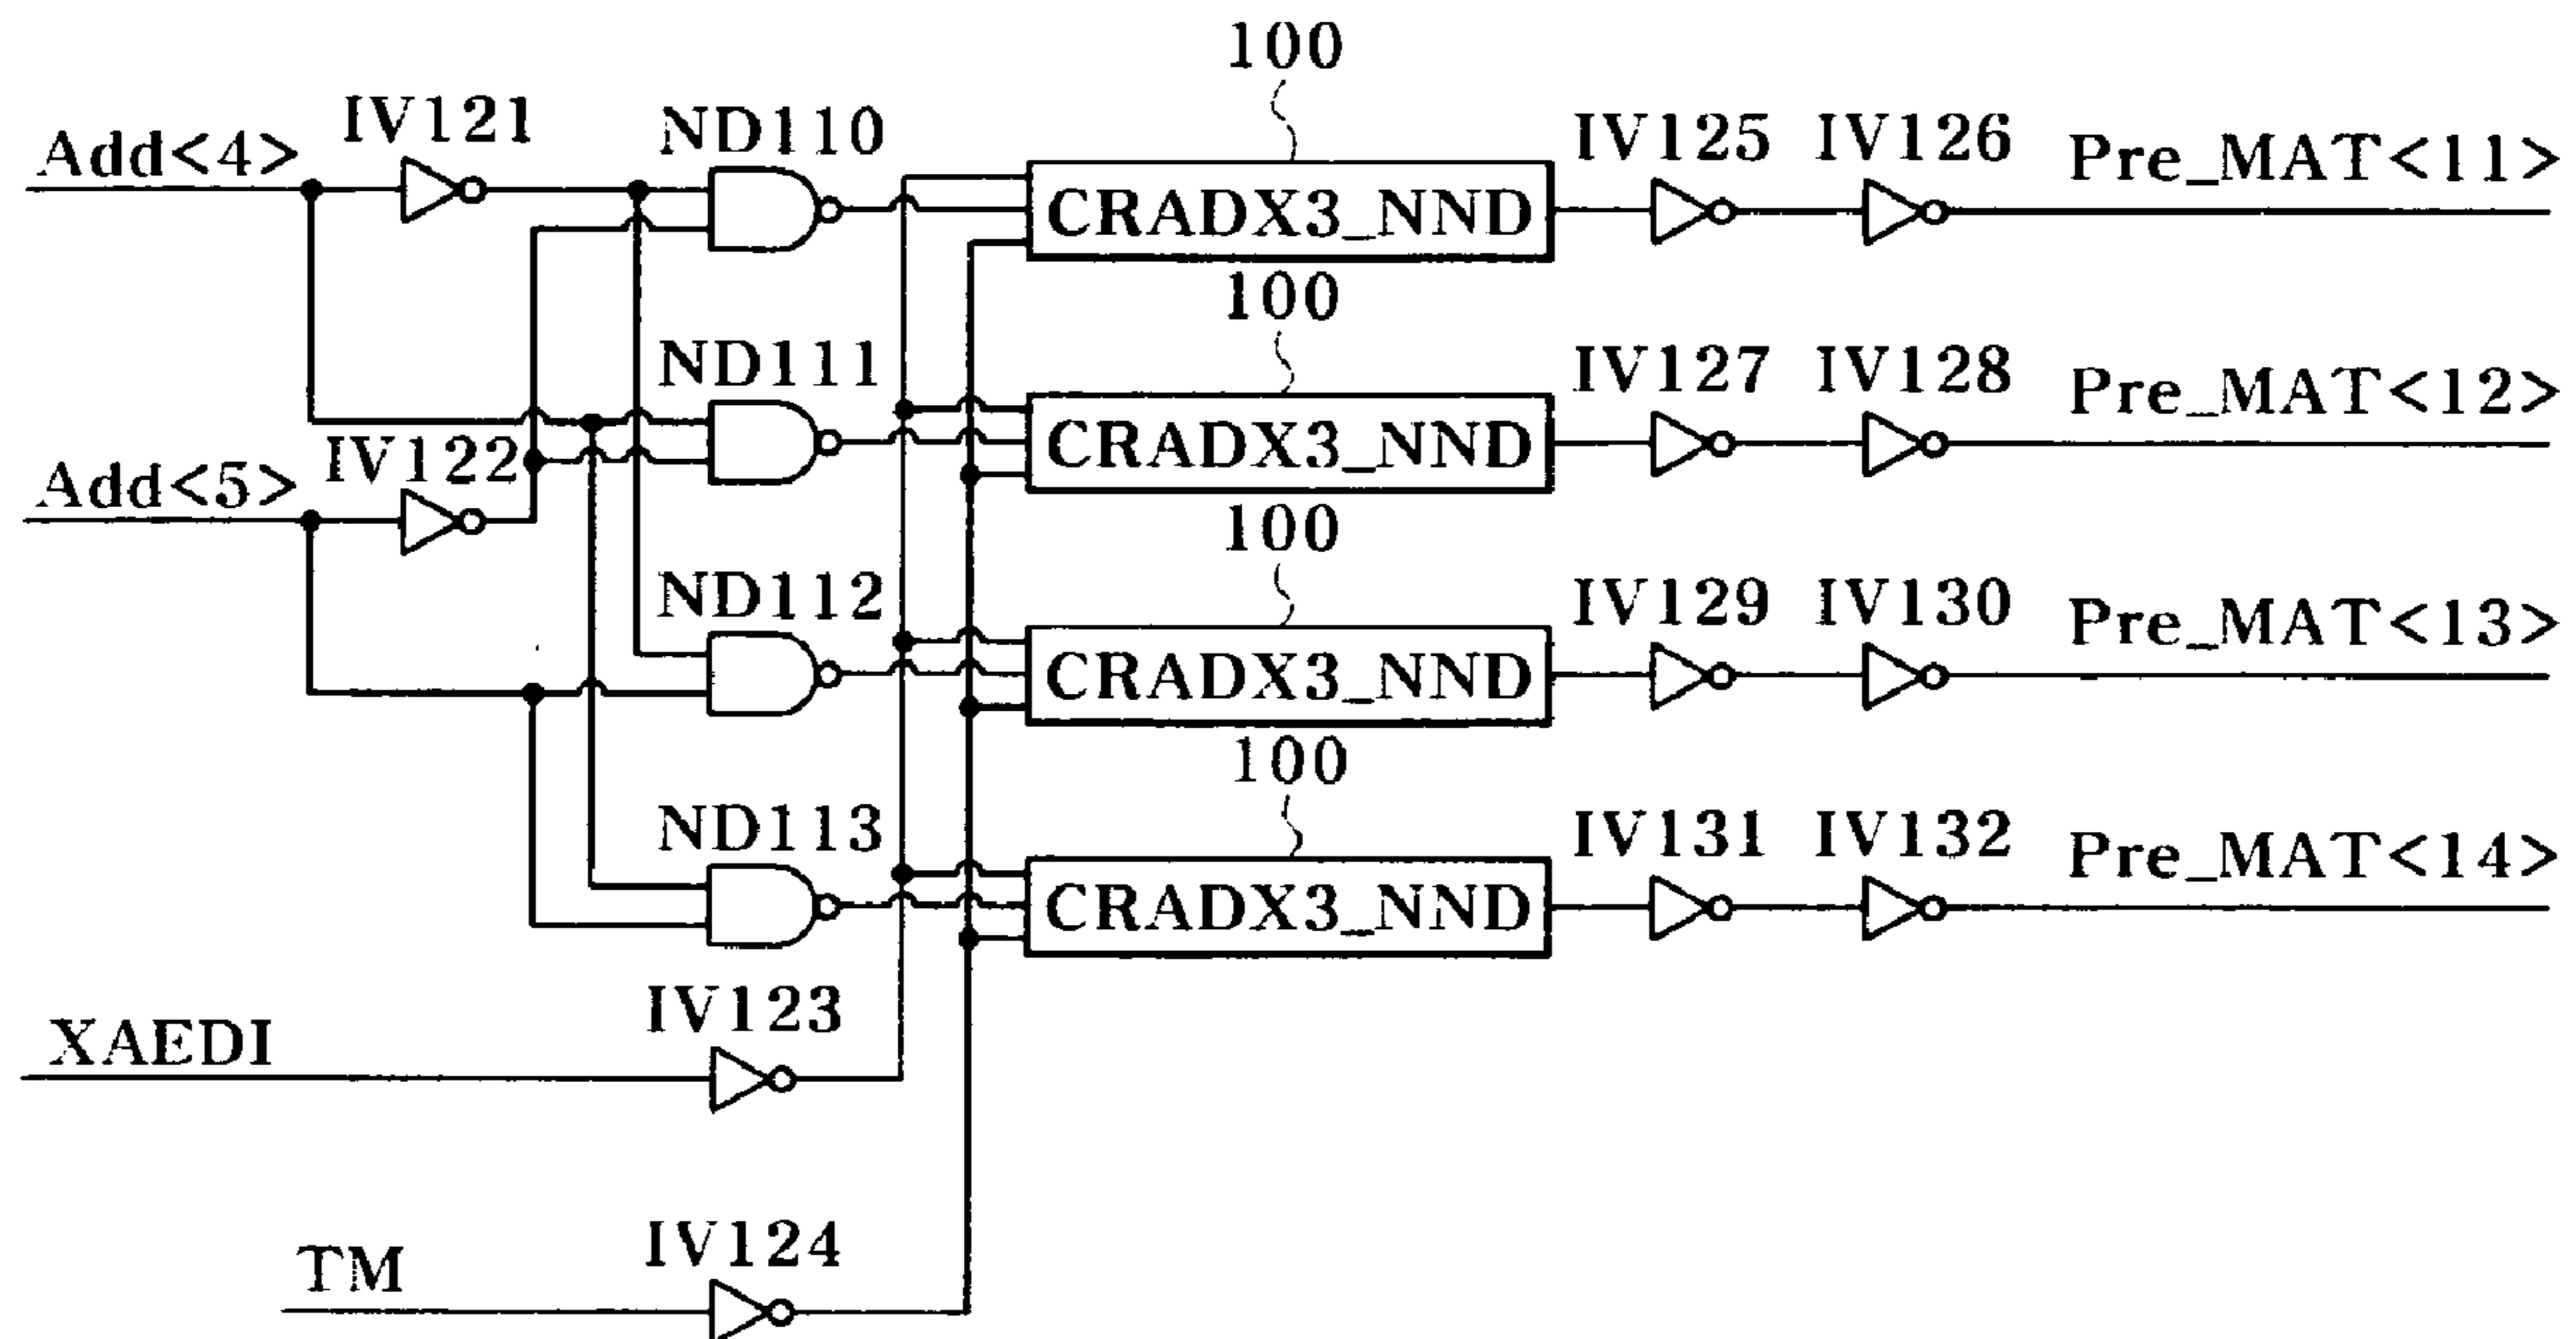 100
Add<4>
IV121
ND110
CRADX3_NND
IV125
IV126
Pre_MAT<11>
100
ND111
CRADX3_NND
IV127
IV128
Pre_MAT<12>
Add<5>
IV122
100
ND112
CRADX3_NND
IV129
IV130
Pre_MAT<13>
100
ND113
CRADX3_NND
IV131
IV132
Pre_MAT<14>
XAEDI
IV123
TM
IV124